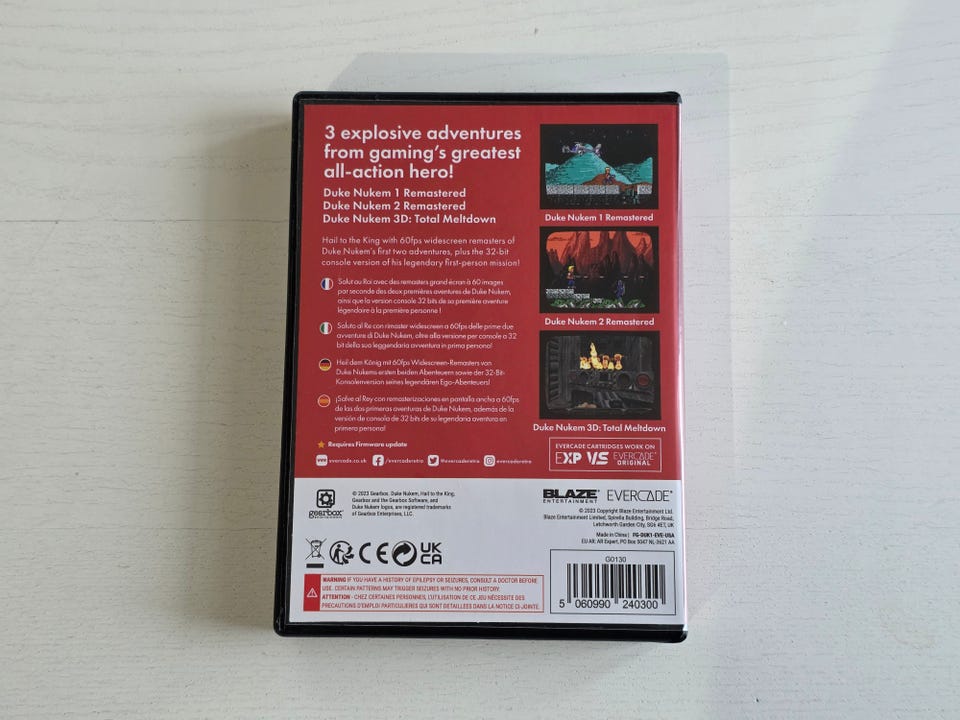 3 explosive adventures
from gaming's greatest
all-action hero!
Duke Nukem 1 Remastered
Duke Nukem 2 Remastered
Duke Nukem 3D: Total Meltdown
Hail to the King with 60fps widescreen remasters of
Duke Nukem's first two adventures, plus the 32-bit
console version of his legendary first-person mission!
Salut au Roi avec des remasters grand écran à 60 images
par seconde des deux premières aventures de Duke Nukem,
ainsi que la version console 32 bits de sa première aventure
légendaire à la première personne !
Saluto al Re con rimaster widescreen a 60fps delle prime due
avventure di Duke Nukem, oltre alla versione per console a 32
bit della sua leggendaria avventura in prima persona!
Heil dem König mit 60fps Widescreen-Remasters von
Duke Nukems ersten beiden Abenteuern sowie der 32-Bit-
Konsolenversion seines legendären Ego-Abenteuers!
¡Salve al Rey con remasterizaciones en pantalla ancha a 60fps
de las dos primeras aventuras de Duke Nukem, además de la
versión de consola de 32 bits de su legendaria aventura en
primera persona!
Requires Firmware update
evercade.co.uk /evercaderetro @evercaderetro evercaderetro
Duke Nukem 1 Remastered
Duke Nukem 2 Remastered
Duke Nukem 3D: Total Meltdown
EVERCADE CARTRIDGES WORK ON
EXP VS EVERCADE ORIGINAL
gearbox
© 2023 Gearbox. Duke Nukem, Hail to the King,
Gearbox and the Gearbox Software, and
Duke Nukem logos, are registered trademarks
of Gearbox Enterprises, LLC.
BLAZE ENTERTAINMENT EVERCADE
© 2023 Copyright Blaze Entertainment Ltd.
Blaze Entertainment Limited, Spirella Building, Bridge Road,
Letchworth Garden City, SG6 4ET, UK
Made in China | FG-DUK1-EVE-USA
EU AR: AR Expert, PO Box 5047 NL-2621 AA
CE UK CA
WARNING IF YOU HAVE A HISTORY OF EPILEPSY OR SEIZURES, CONSULT A DOCTOR BEFORE
USE. CERTAIN PATTERNS MAY TRIGGER SEIZURES WITH NO PRIOR HISTORY.
ATTENTION - CHEZ CERTAINES PERSONNES, L'UTILISATION DE CE JEU NÉCESSITE DES
PRÉCAUTIONS D'EMPLOI PARTICULIERES QUI SONT DETAILLEES DANS LA NOTICE CI JOINTE.
G0130
5 060990 240300